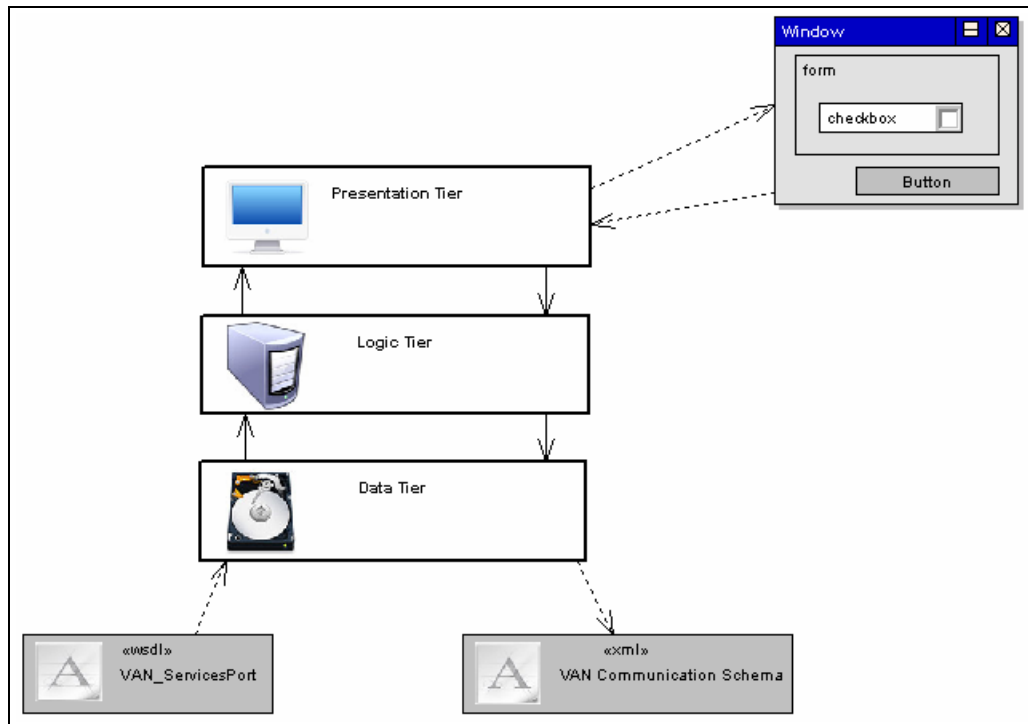 Window
form
checkbox
Button
Presentation Tier
Logic Tier
Data Tier
«wsdl»
VAN_ServicesPort
«xml»
VAN Communication Schema